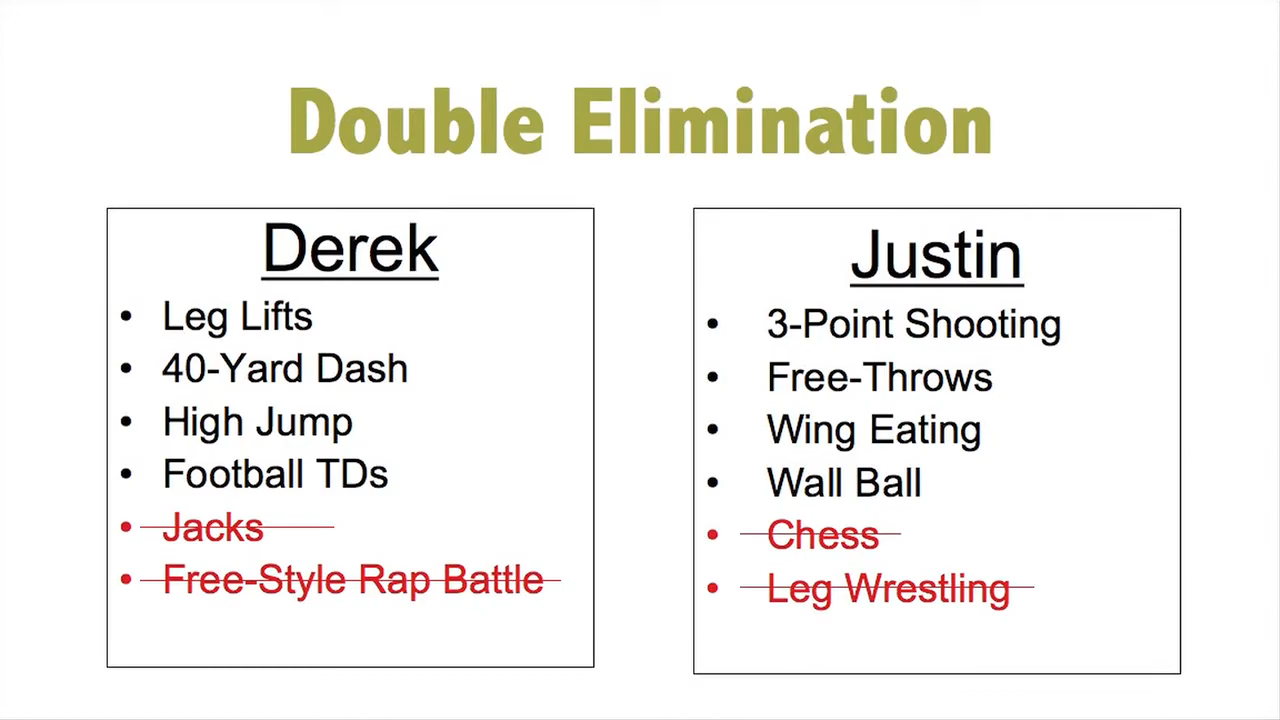 Double Elimination
Derek
• Leg Lifts
• 40-Yard Dash
• High Jump
• Football TDs
• Jacks
• Free-Style Rap Battle
Justin
• 3-Point Shooting
• Free-Throws
• Wing Eating
• Wall Ball
• Chess
• Leg Wrestling